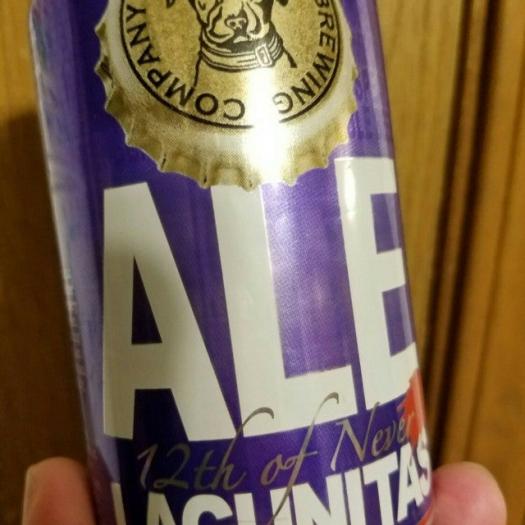 COMPANY BREWING
ALE
12th of Never
LAGUNITAS